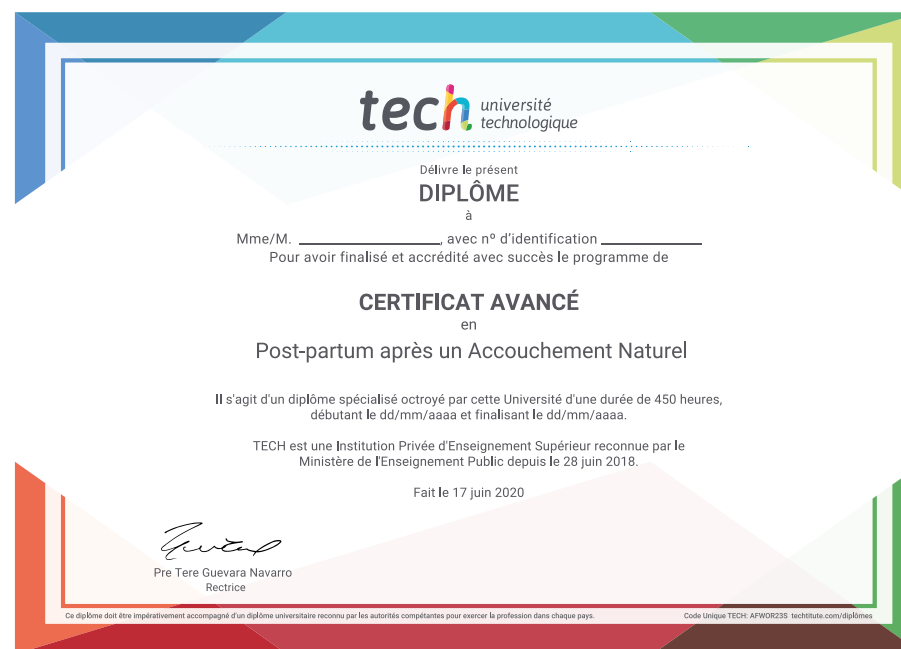 tech université
technologique
Délivre le présent
DIPLÔME
à
Mme/M. ____________________, avec nº d'identification ______________
Pour avoir finalisé et accrédité avec succès le programme de
CERTIFICAT AVANCÉ
en
Post-partum après un Accouchement Naturel
Il s'agit d'un diplôme spécialisé octroyé par cette Université d'une durée de 450 heures,
débutant le dd/mm/aaaa et finalisant le dd/mm/aaaa.
TECH est une Institution Privée d'Enseignement Supérieur reconnue par le
Ministère de l'Enseignement Public depuis le 28 juin 2018.
Fait le 17 juin 2020
Pre Tere Guevara Navarro
Rectrice
Ce diplôme doit être impérativement accompagné d'un diplôme universitaire reconnu par les autorités compétentes pour exercer la profession dans chaque pays.
Code Unique TECH: AFWOR235 techtitute.com/diplômes